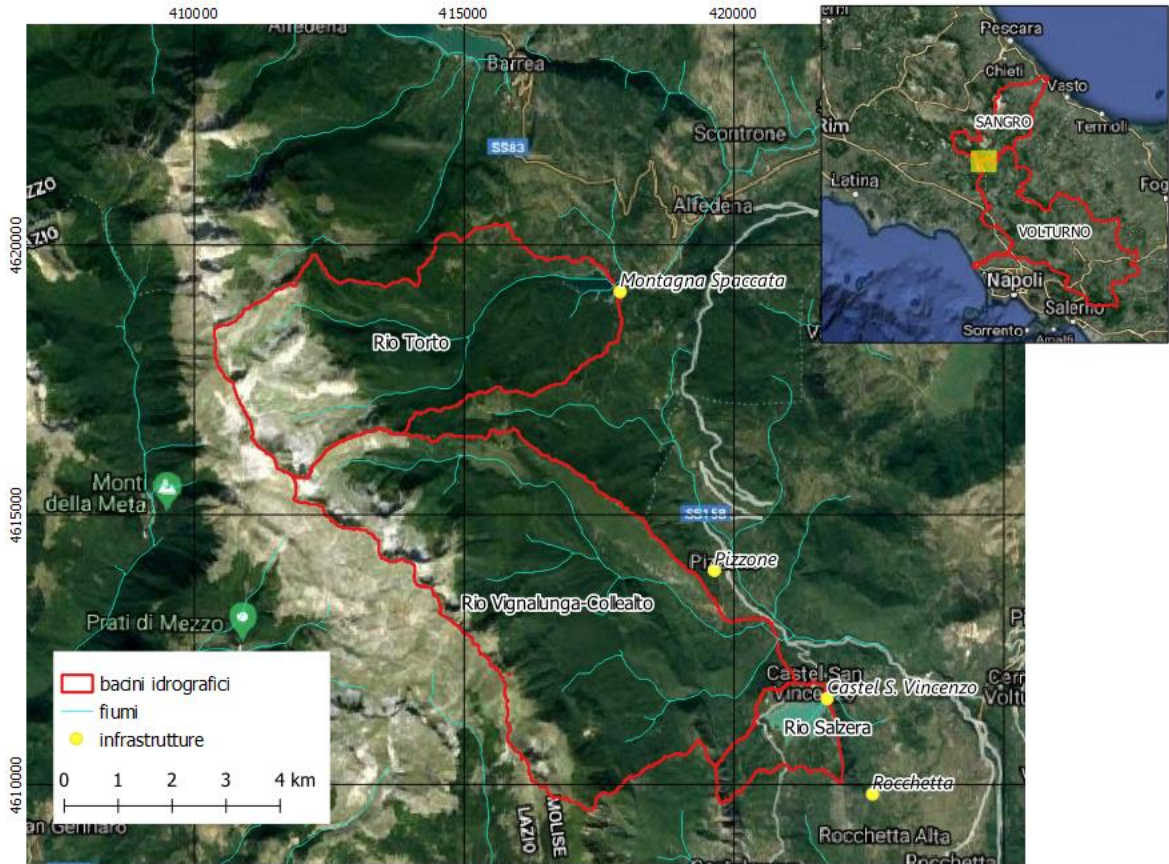 410000
415000
420000
Alfedena
Barrea
Scontrone
SS83
Alfedena
LAZIO
4620000
Montagna Spaccata
Rio Torto
4615000
Monti
della Meta
SS158
Pizzone
Prati di Mezzo
Rio Vignalunga-Collealto
Castel San
Vincenzo
Castel S. Vincenzo
Rio Salzera
4610000
Rocchetta
Rocchetta Alta
Rocchetta
MOLISE
LAZIO
bacini idrografici
fiumi
infrastrutture
0 1 2 3 4 km
Pescara
Chieti
Vasto
SANGRO
Termoli
Latina
VOLTURNO
Napoli
Salerno
Sorrento